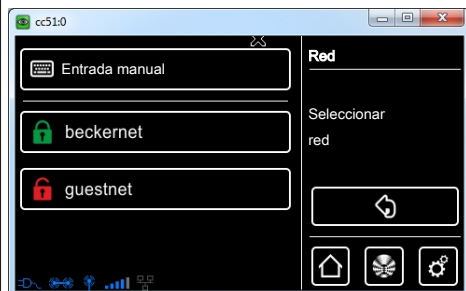 cc51:0
Entrada manual
beckernet
guestnet
Red
Seleccionar
red